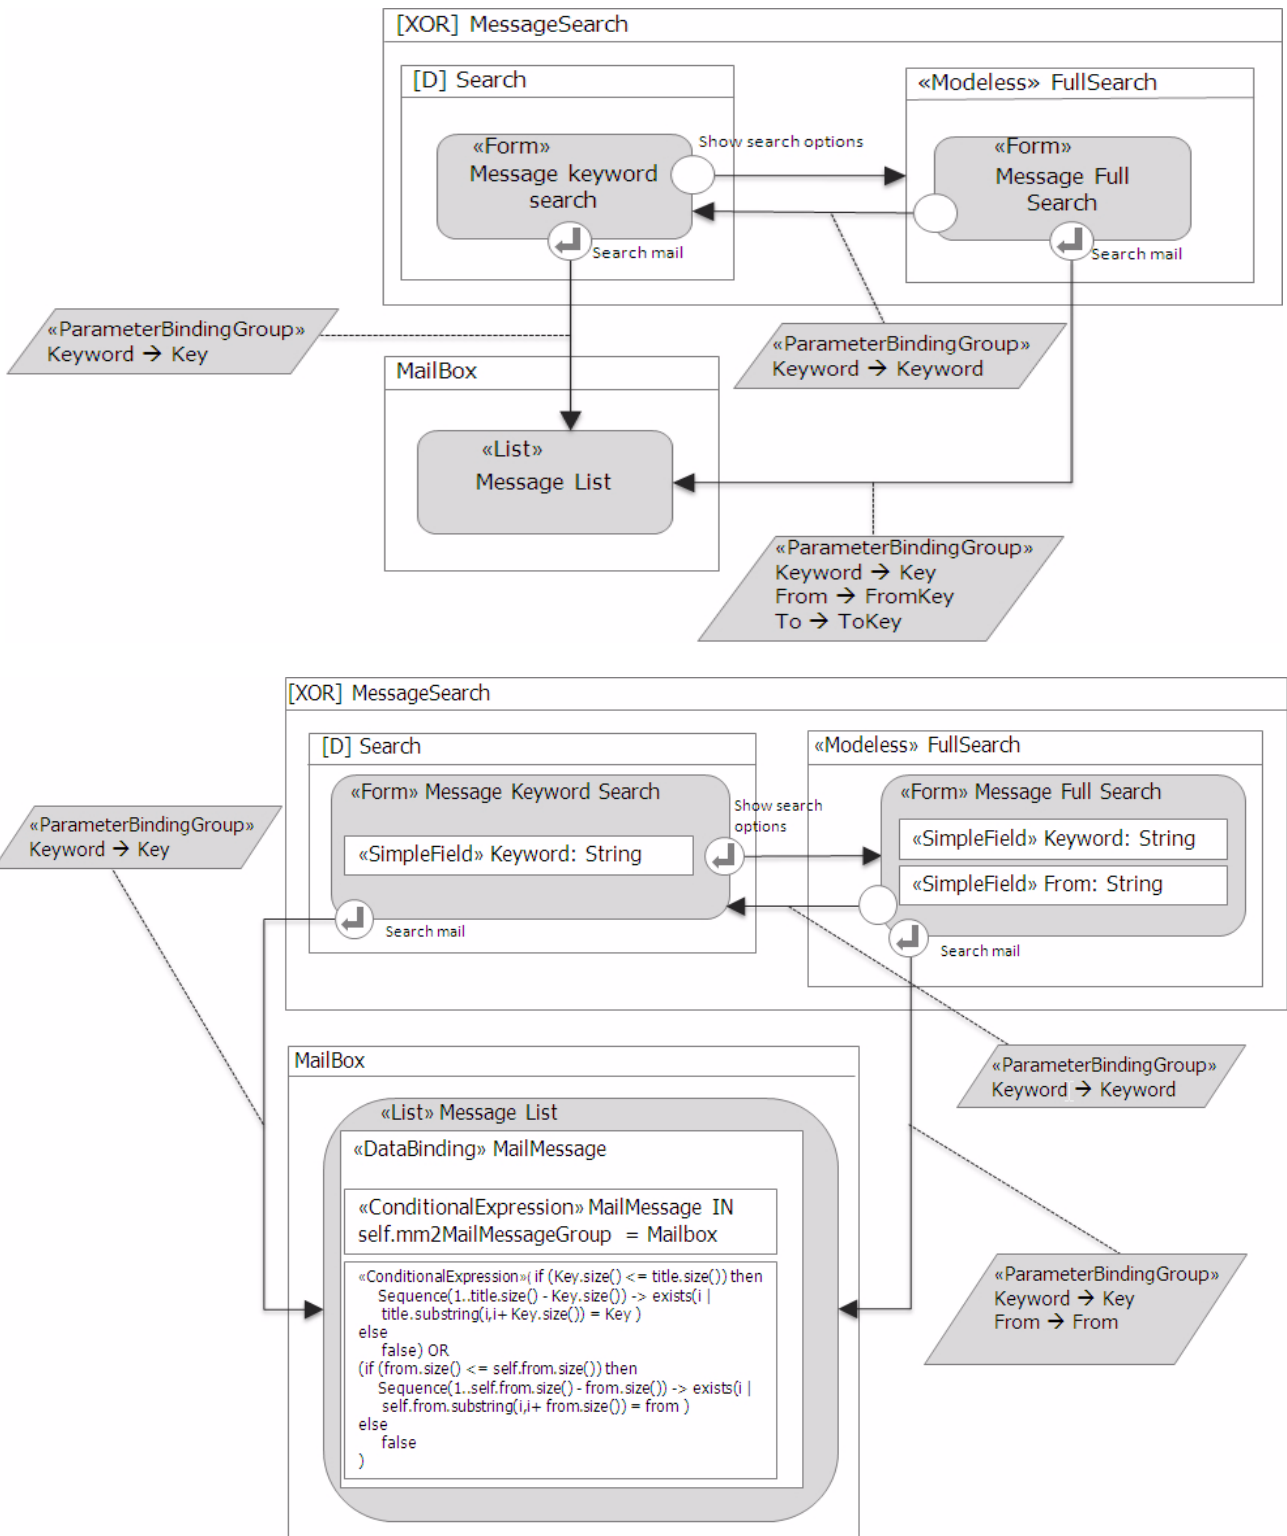 [XOR] MessageSearch
[D] Search
«Modeless» FullSearch
«Form»
Message keyword
search
Show search options
«Form»
Message Full
Search
Search mail
Search mail
«ParameterBindingGroup»
Keyword → Key
«ParameterBindingGroup»
Keyword → Keyword
MailBox
«List»
Message List
«ParameterBindingGroup»
Keyword → Key
From → FromKey
To → ToKey
[XOR] MessageSearch
[D] Search
«Modeless» FullSearch
«Form» Message Keyword Search
Show search
options
«Form» Message Full Search
«ParameterBindingGroup»
Keyword → Key
«SimpleField» Keyword: String
«SimpleField» Keyword: String
«SimpleField» From: String
Search mail
Search mail
MailBox
«ParameterBindingGroup»
Keyword → Keyword
«List» Message List
«DataBinding» MailMessage
«ConditionalExpression» MailMessage IN
self.mm2MailMessageGroup = Mailbox
«ConditionalExpression»( if (Key.size() <= title.size()) then
Sequence(1..title.size() - Key.size()) -> exists(i |
title.substring(i,i+ Key.size()) = Key )
else
false) OR
(if (from.size() <= self.from.size()) then
Sequence(1..self.from.size() - from.size()) -> exists(i |
self.from.substring(i,i+ from.size()) = from )
else
false
)
«ParameterBindingGroup»
Keyword → Key
From → From